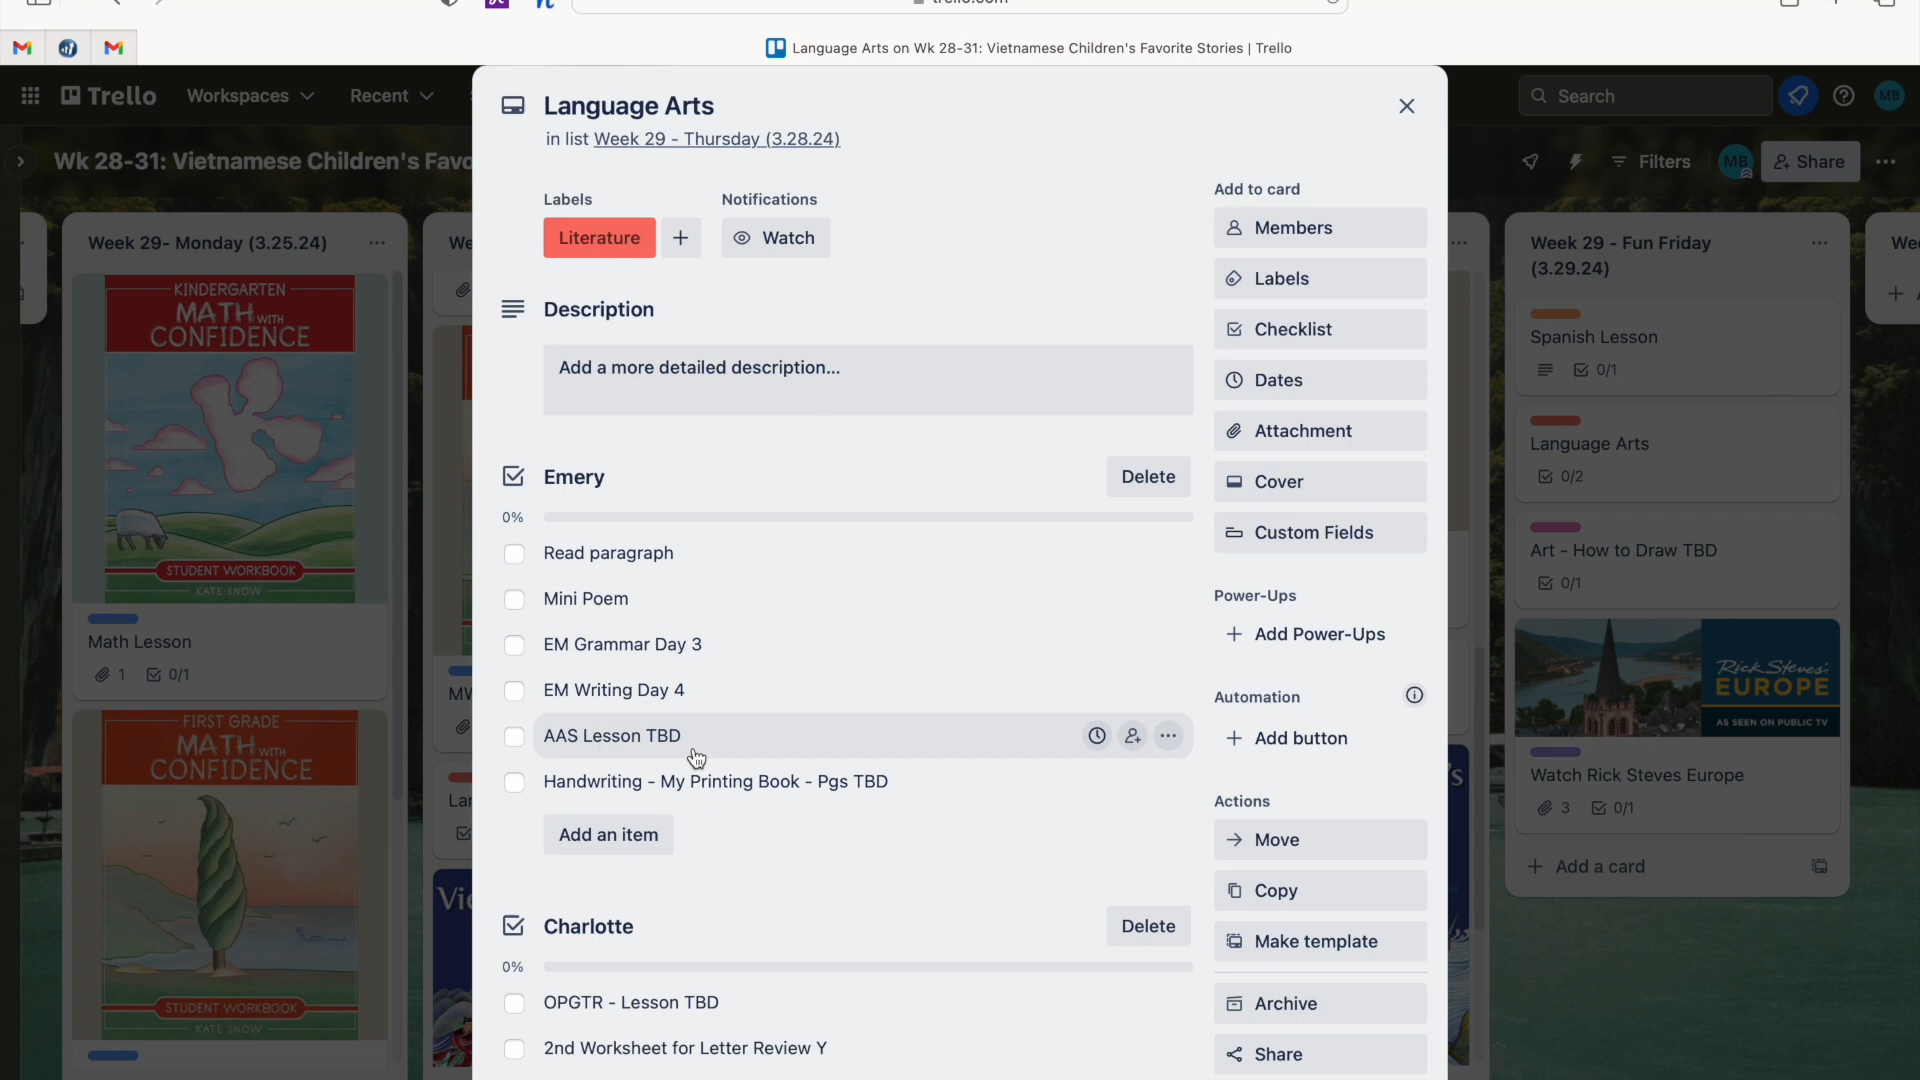 Language Arts on Wk 28-31: Vietnamese Children's Favorite Stories | Trello
Trello
Workspaces
Recent
Search
MB
Wk 28-31: Vietnamese Children's Favo
Filters
MB
Share
Language Arts
in list Week 29 - Thursday (3.28.24)
Labels
Notifications
Literature
Watch
Description
Add a more detailed description...
Emery
Delete
0%
Read paragraph
Mini Poem
EM Grammar Day 3
EM Writing Day 4
AAS Lesson TBD
Handwriting - My Printing Book - Pgs TBD
Add an item
Charlotte
Delete
0%
OPGTR - Lesson TBD
2nd Worksheet for Letter Review Y
Add to card
Members
Labels
Checklist
Dates
Attachment
Cover
Custom Fields
Power-Ups
Add Power-Ups
Automation
Add button
Actions
Move
Copy
Make template
Archive
Share
Week 29- Monday (3.25.24)
KINDERGARTEN
MATH WITH
CONFIDENCE
STUDENT WORKBOOK
KATE SNOW
Math Lesson
1
0/1
FIRST GRADE
MATH WITH
CONFIDENCE
STUDENT WORKBOOK
KATE SNOW
We
MW
Lar
Vie
Week 29 - Fun Friday
(3.29.24)
Spanish Lesson
0/1
Language Arts
0/2
Art - How to Draw TBD
0/1
Rick Steves'
EUROPE
AS SEEN ON PUBLIC TV
Watch Rick Steves Europe
3
0/1
Add a card
Wee